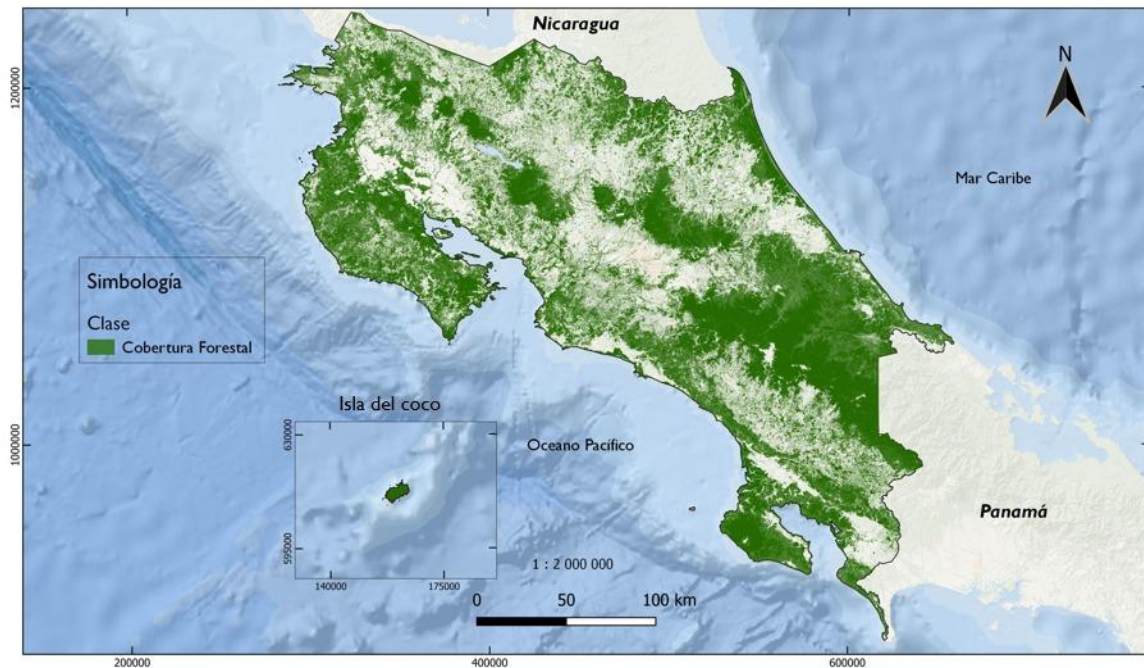 Nicaragua
N
1200000
Mar Caribe
Simbología
Clase
Cobertura Forestal
Isla del coco
630000
1000000
Oceano Pacífico
Panamá
595000
1 : 2 000 000
140000
175000
0
50
100 km
200000
400000
600000